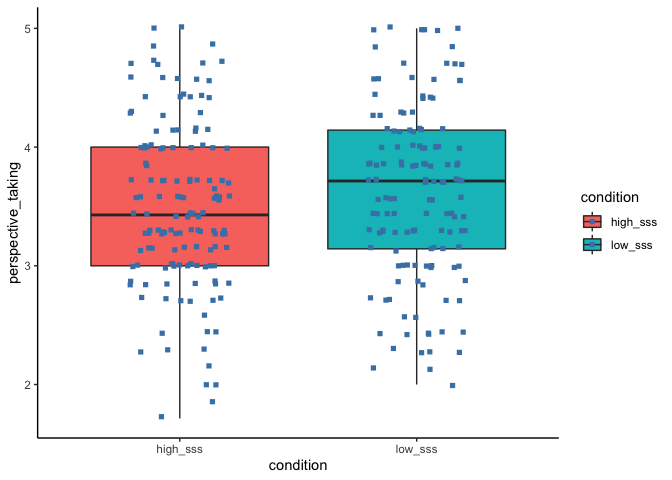 5
4
3
2
perspective_taking
high_sss
low_sss
condition
condition
high_sss
low_sss